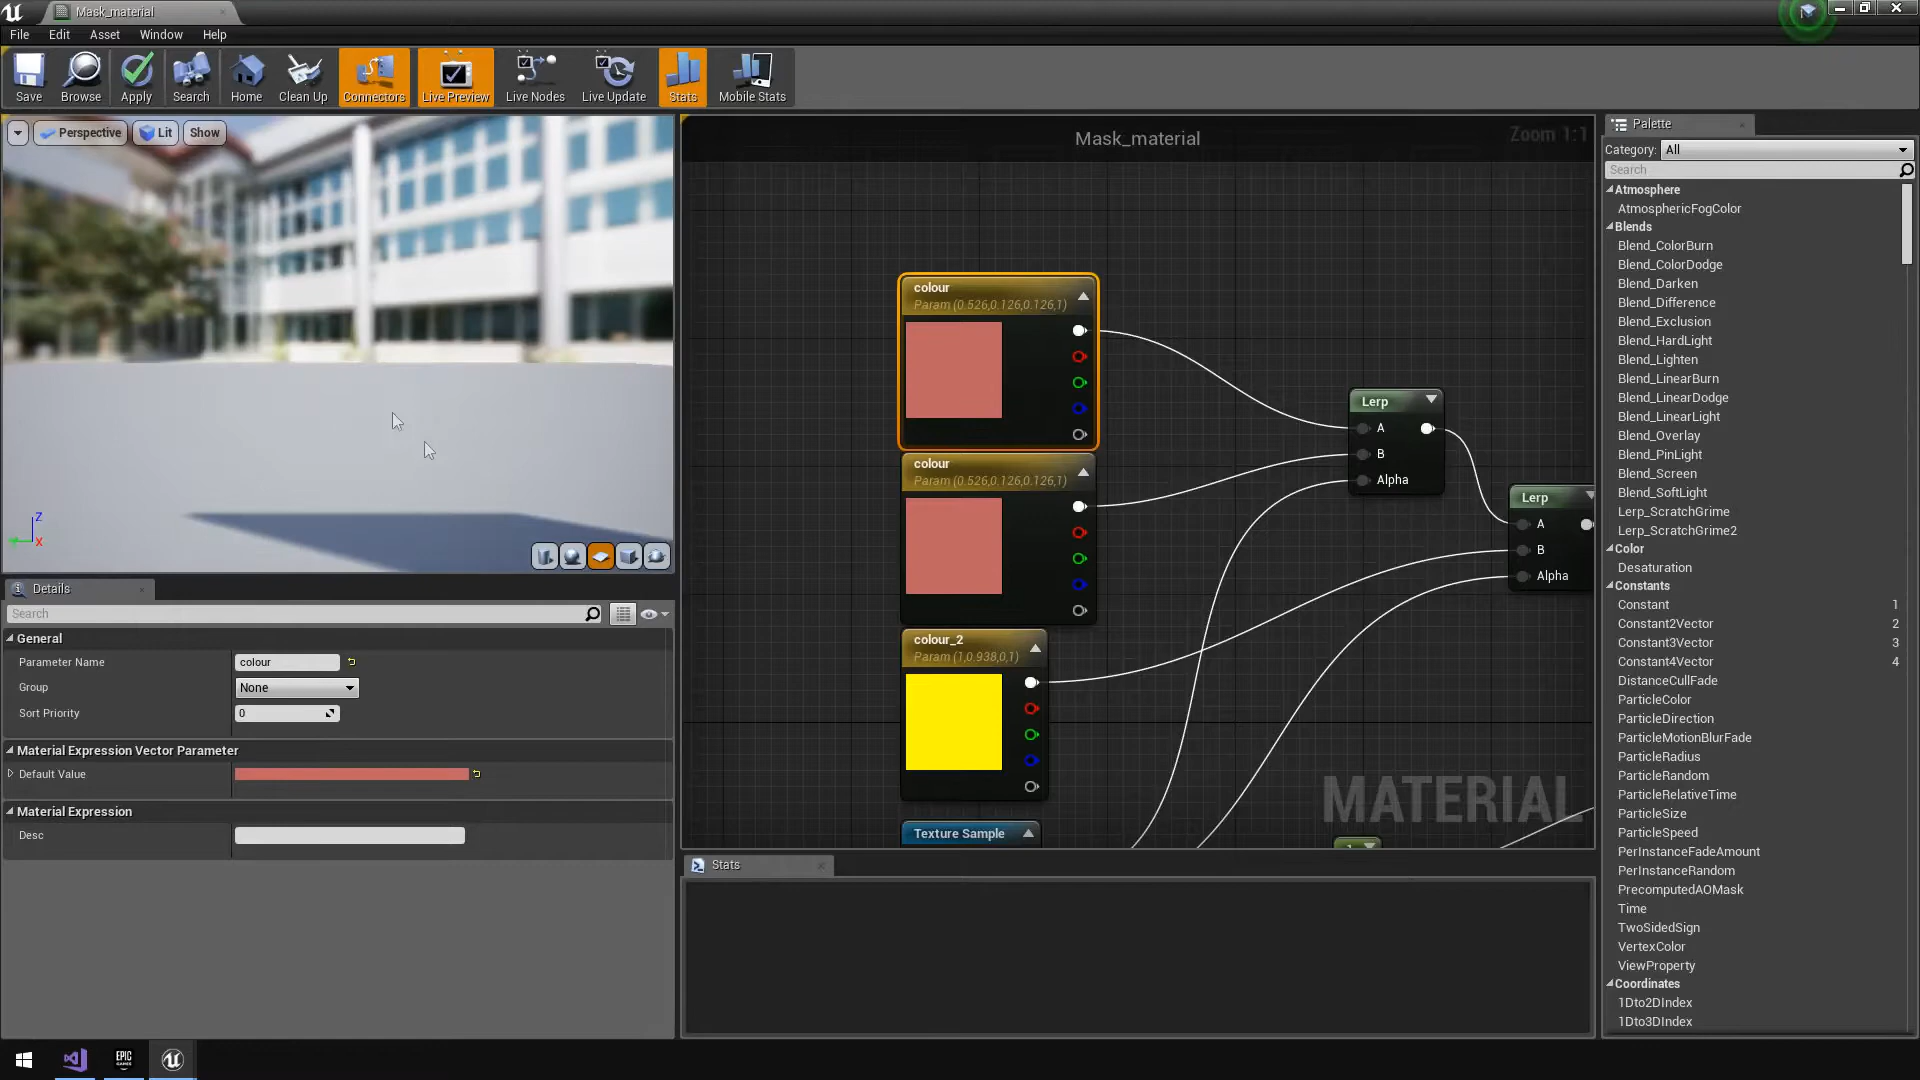 Mask_material
File Edit Asset Window Help
Save Browse Apply Search Home Clean Up Connectors Live Preview Live Nodes Live Update Stats Mobile Stats
Perspective Lit Show
Z
X
Details
Search
General
Parameter Name colour
Group None
Sort Priority 0
Material Expression Vector Parameter
Default Value
Material Expression
Desc
Mask_material
Zoom 1:1
colour
Param (0.526,0.126,0.126,1)
colour
Param (0.526,0.126,0.126,1)
colour_2
Param (1,0.938,0,1)
Texture Sample
Lerp
A
B
Alpha
Lerp
A
B
Alpha
MATERIAL
Stats
Palette
Category: All
Search
Atmosphere
AtmosphericFogColor
Blends
Blend_ColorBurn
Blend_ColorDodge
Blend_Darken
Blend_Difference
Blend_Exclusion
Blend_HardLight
Blend_Lighten
Blend_LinearBurn
Blend_LinearDodge
Blend_LinearLight
Blend_Overlay
Blend_PinLight
Blend_Screen
Blend_SoftLight
Lerp_ScratchGrime
Lerp_ScratchGrime2
Color
Desaturation
Constants
Constant 1
Constant2Vector 2
Constant3Vector 3
Constant4Vector 4
DistanceCullFade
ParticleColor
ParticleDirection
ParticleMotionBlurFade
ParticleRadius
ParticleRandom
ParticleRelativeTime
ParticleSize
ParticleSpeed
PerInstanceFadeAmount
PerInstanceRandom
PrecomputedAOMask
Time
TwoSidedSign
VertexColor
ViewProperty
Coordinates
1Dto2DIndex
1Dto3DIndex
EPIC
GAMES